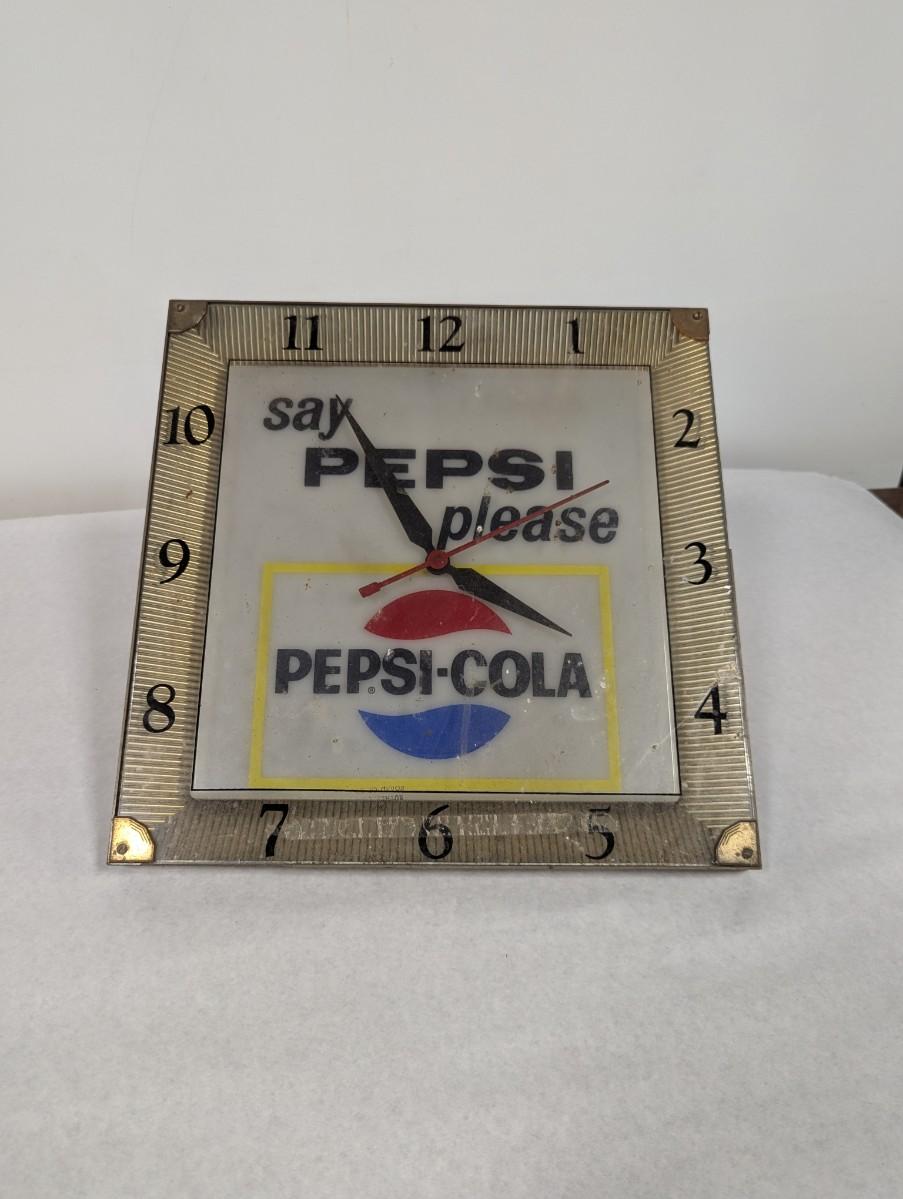 11 12 1
10 2
say
PEPSI
please
9 3
PEPSI-COLA
®
8 4
7 6 5